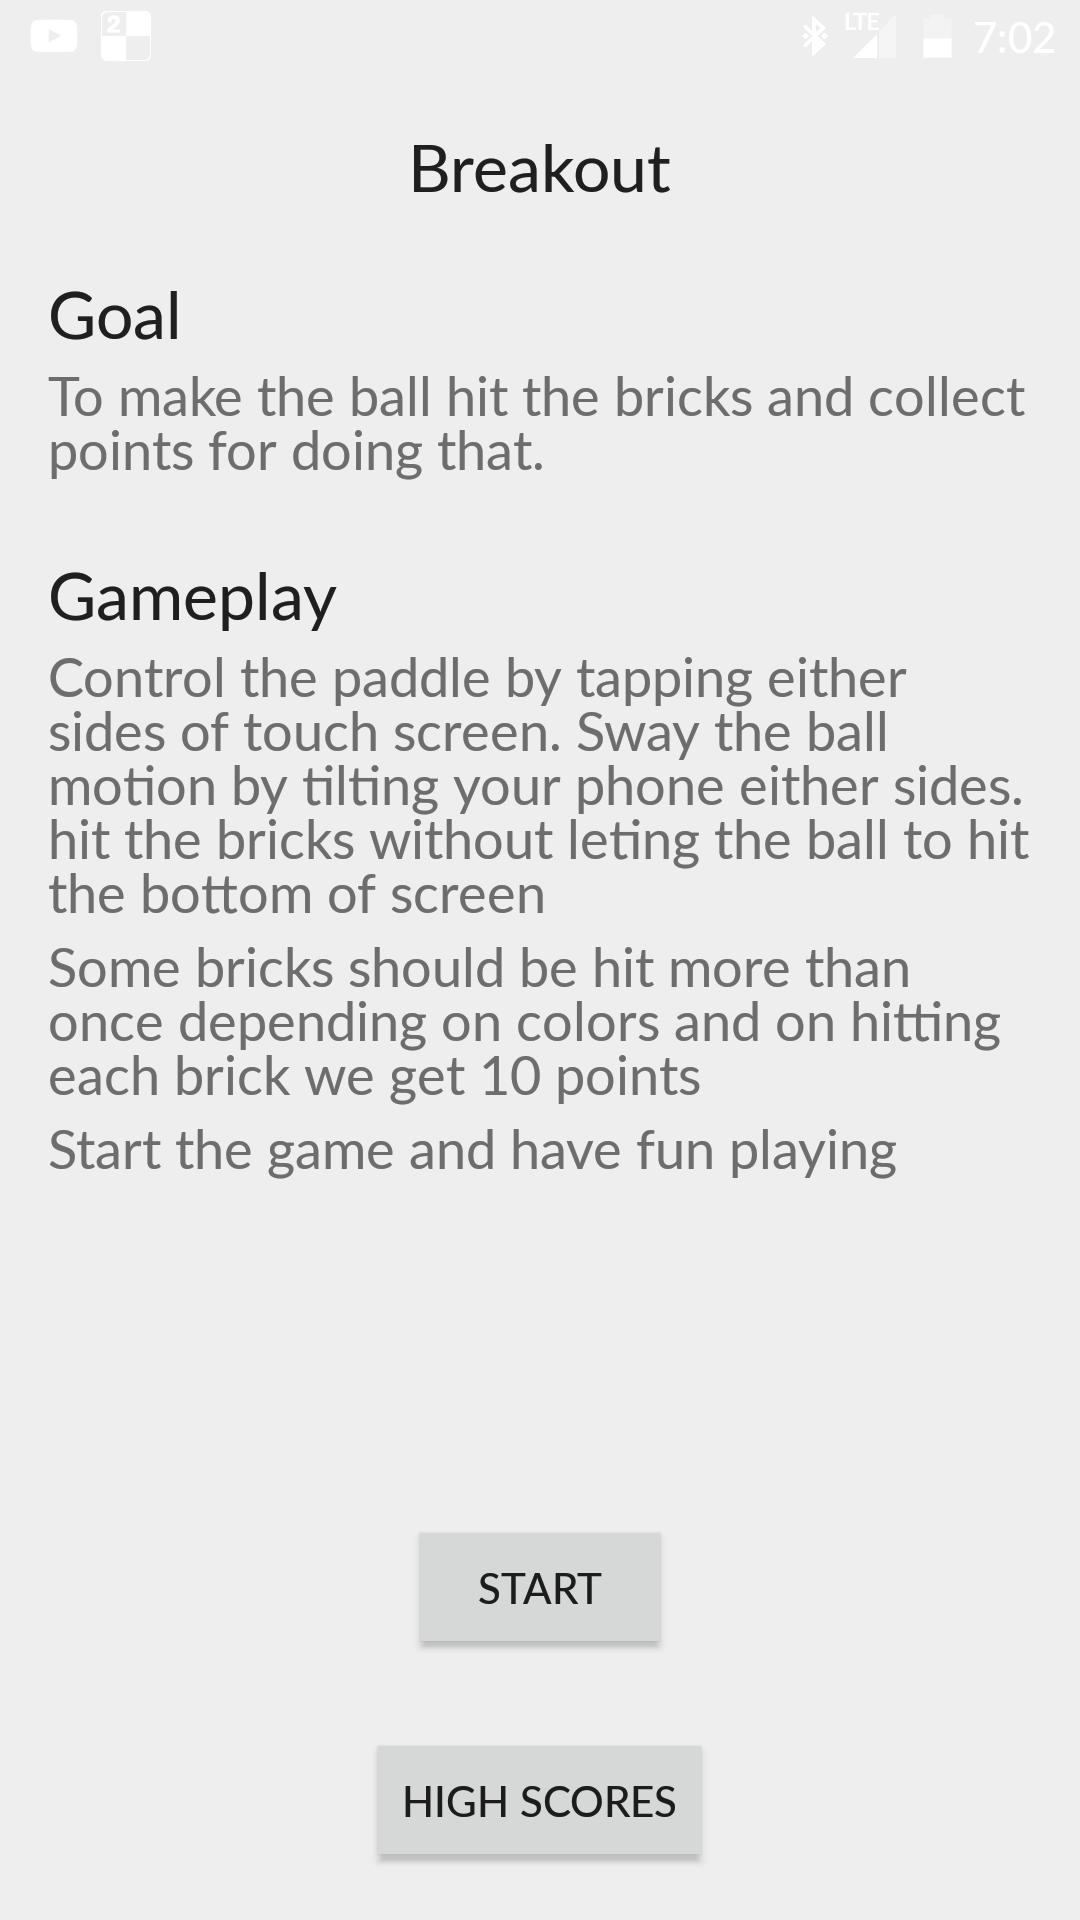 2
LTE
7:02
Breakout
Goal
To make the ball hit the bricks and collect
points for doing that.
Gameplay
Control the paddle by tapping either
sides of touch screen. Sway the ball
motion by tilting your phone either sides.
hit the bricks without leting the ball to hit
the bottom of screen
Some bricks should be hit more than
once depending on colors and on hitting
each brick we get 10 points
Start the game and have fun playing
START
HIGH SCORES